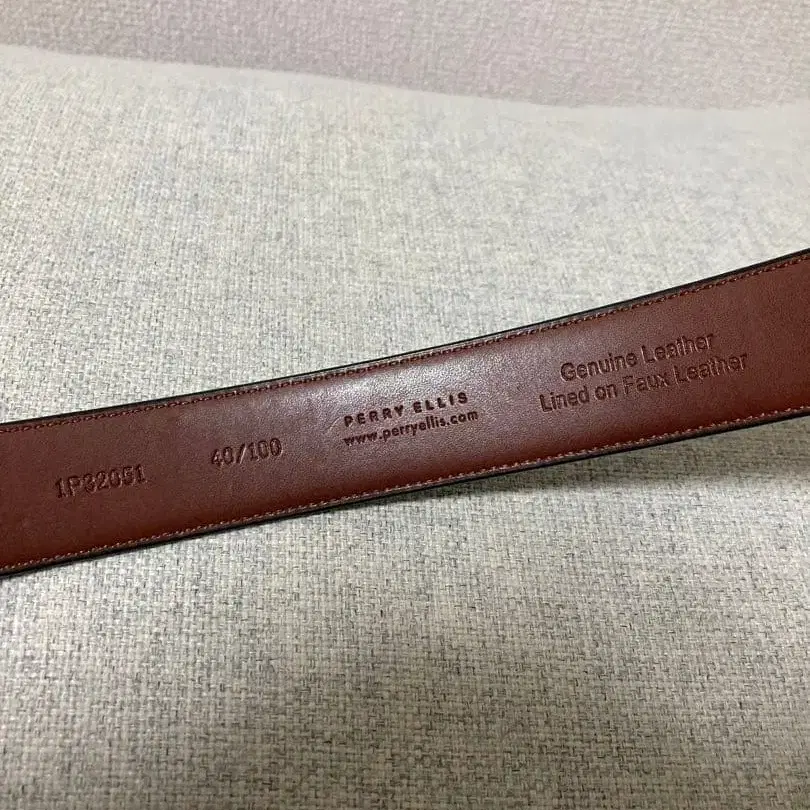 1P32051
40/100
PERRY ELLIS
www.perryellis.com
Genuine Leather
Lined on Faux Leather